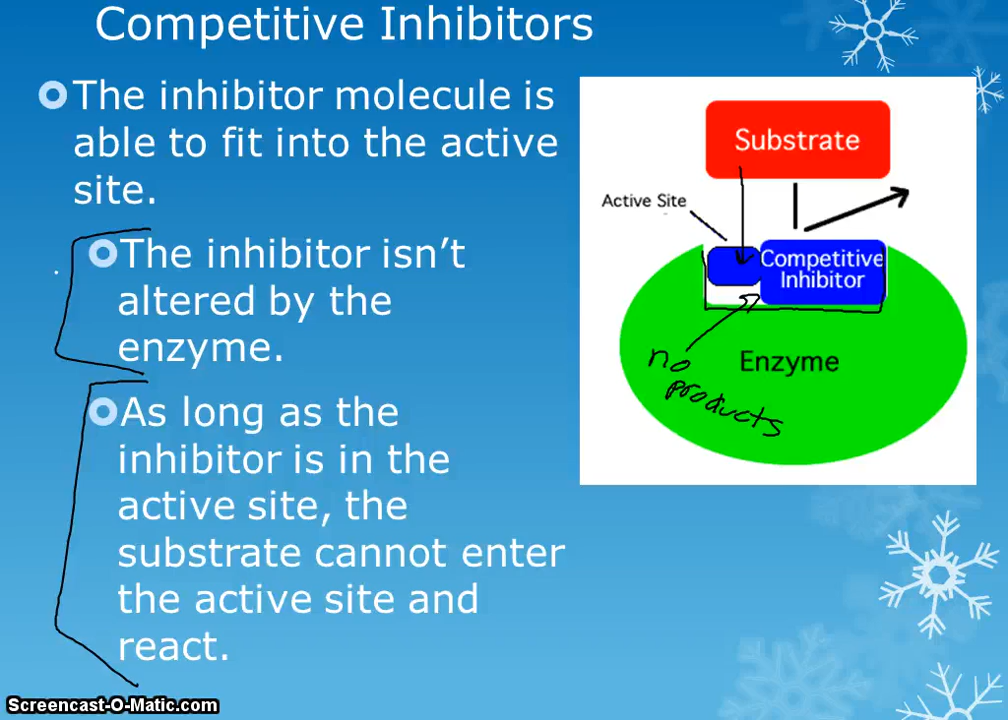 Competitive Inhibitors
The inhibitor molecule is
able to fit into the active
site.
The inhibitor isn't
altered by the
enzyme.
As long as the
inhibitor is in the
active site, the
substrate cannot enter
the active site and
react.
Substrate
Active Site
Competitive
Inhibitor
Enzyme
no
products
Screencast-O-Matic.com